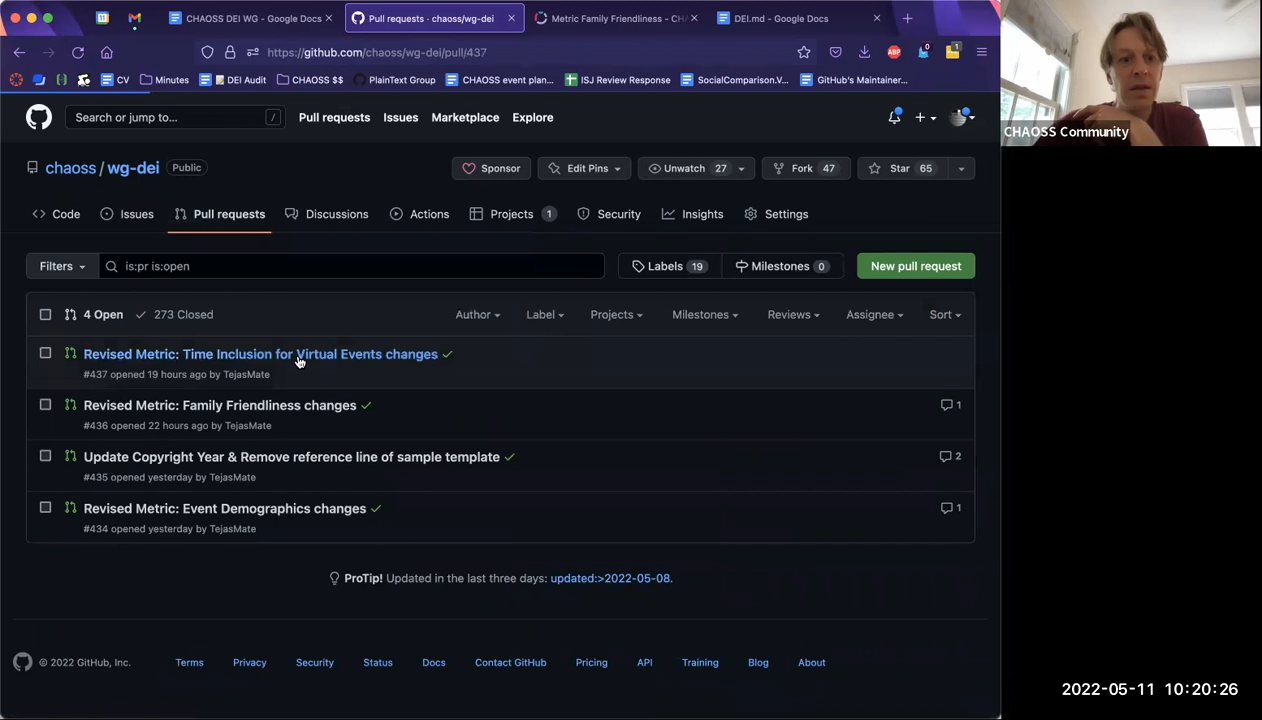 CHAOSS DEI WG - Google Docs
Pull requests · chaoss/wg-dei
Metric Family Friendliness - CHA
DEI.md - Google Docs
https://github.com/chaoss/wg-dei/pull/437
ABP
0
1
CV
Minutes
DEI Audit
CHAOSS $$
PlainText Group
CHAOSS event plan...
ISJ Review Response
SocialComparison.V...
GitHub's Maintainer...
Search or jump to...
/
Pull requests
Issues
Marketplace
Explore
chaoss / wg-dei
Public
Sponsor
Edit Pins
Unwatch 27
Fork 47
Star 65
Code
Issues
Pull requests
Discussions
Actions
Projects 1
Security
Insights
Settings
Filters
is:pr is:open
Labels 19
Milestones 0
New pull request
4 Open
273 Closed
Author
Label
Projects
Milestones
Reviews
Assignee
Sort
Revised Metric: Time Inclusion for Virtual Events changes
#437 opened 19 hours ago by TejasMate
Revised Metric: Family Friendliness changes
1
#436 opened 22 hours ago by TejasMate
Update Copyright Year & Remove reference line of sample template
2
#435 opened yesterday by TejasMate
Revised Metric: Event Demographics changes
1
#434 opened yesterday by TejasMate
ProTip! Updated in the last three days: updated:>2022-05-08.
© 2022 GitHub, Inc.
Terms
Privacy
Security
Status
Docs
Contact GitHub
Pricing
API
Training
Blog
About
CHAOSS Community
2022-05-11 10:20:26